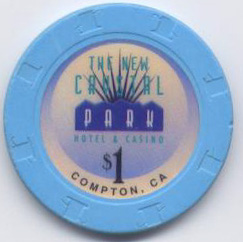 THE NEW
CRYSTAL
PARK
HOTEL & CASINO
$1
COMPTON, CA